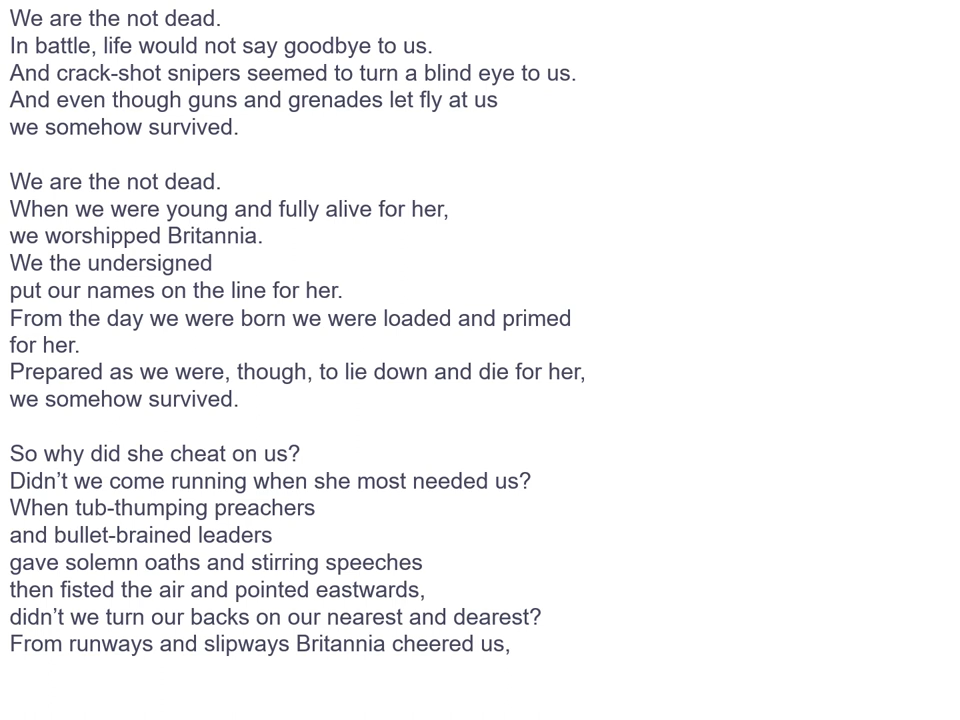 We are the not dead.
In battle, life would not say goodbye to us.
And crack-shot snipers seemed to turn a blind eye to us.
And even though guns and grenades let fly at us
we somehow survived.

We are the not dead.
When we were young and fully alive for her,
we worshipped Britannia.
We the undersigned
put our names on the line for her.
From the day we were born we were loaded and primed
for her.
Prepared as we were, though, to lie down and die for her,
we somehow survived.

So why did she cheat on us?
Didn’t we come running when she most needed us?
When tub-thumping preachers
and bullet-brained leaders
gave solemn oaths and stirring speeches
then fisted the air and pointed eastwards,
didn’t we turn our backs on our nearest and dearest?
From runways and slipways Britannia cheered us,